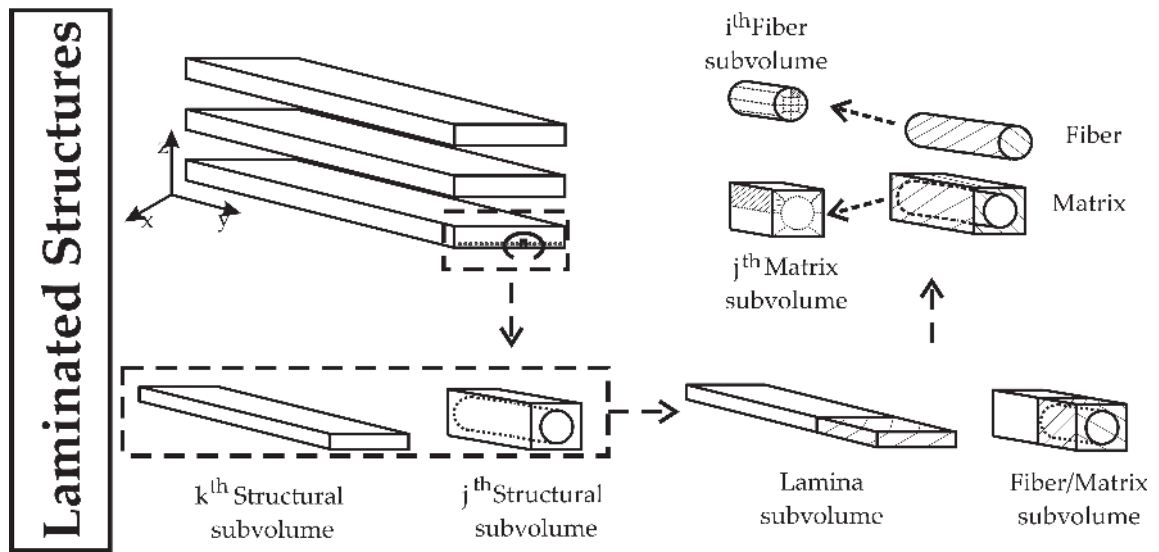 Laminated Structures
z
x
y
i^th Fiber
subvolume
Fiber
Matrix
j^th Matrix
subvolume
k^th Structural
subvolume
j^th Structural
subvolume
Lamina
subvolume
Fiber/Matrix
subvolume